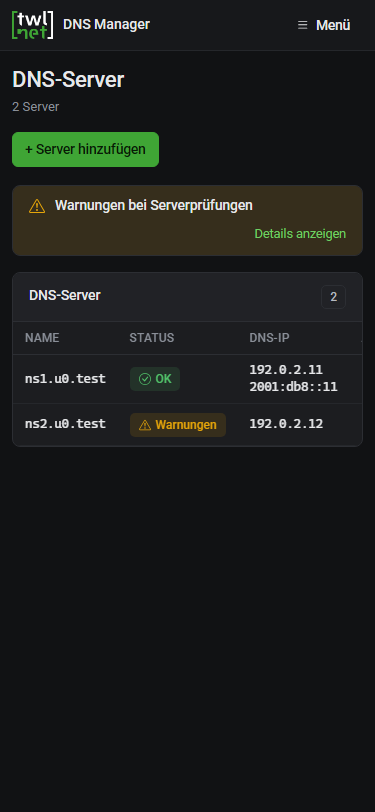 twl
net
DNS Manager
Menü
DNS-Server
2 Server
+ Server hinzufügen
Warnungen bei Serverprüfungen
Details anzeigen
DNS-Server
2
NAME STATUS DNS-IP
ns1.u0.test OK 192.0.2.11
2001:db8::11
ns2.u0.test Warnungen 192.0.2.12